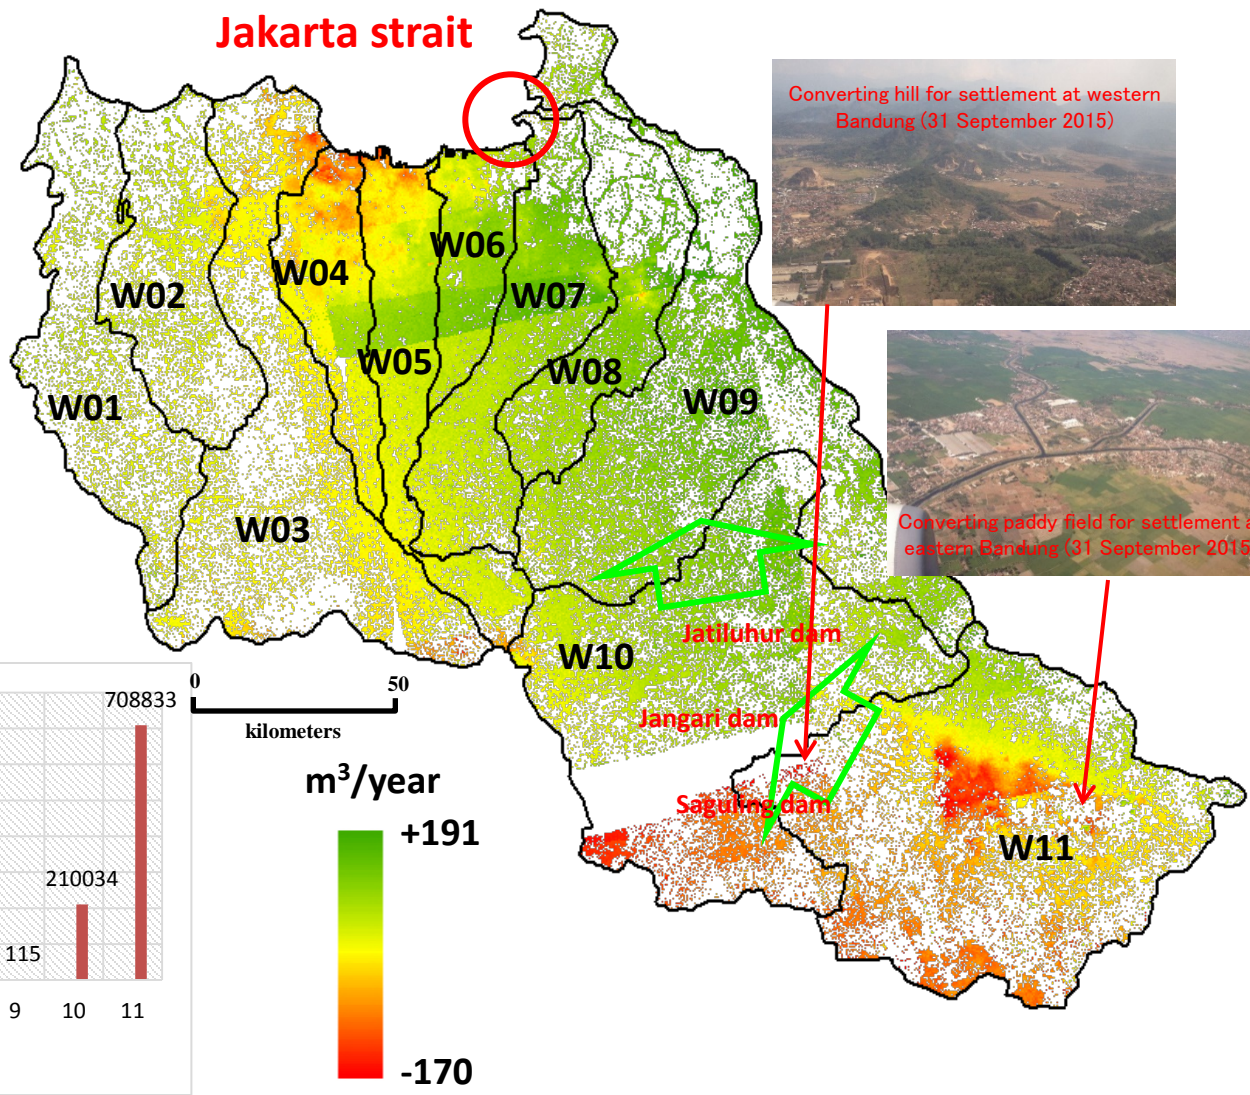 Jakarta strait
Converting hill for settlement at western
Bandung (31 September 2015)
W01
W02
W03
W04
W05
W06
W07
W08
W09
W10
W11
Converting paddy field for settlement a
eastern Bandung (31 September 2015
Jatiluhur dam
Jangari dam
Saguling dam
0 50
kilometers
m³/year
+191
-170
708833
210034
115
9 10 11